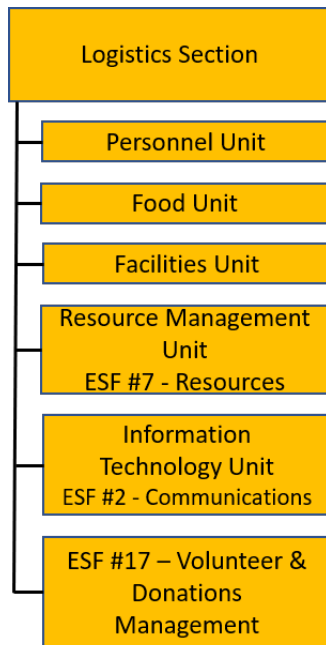 Logistics Section
Personnel Unit
Food Unit
Facilities Unit
Resource Management
Unit
ESF #7 - Resources
Information
Technology Unit
ESF #2 - Communications
ESF #17 – Volunteer &
Donations
Management